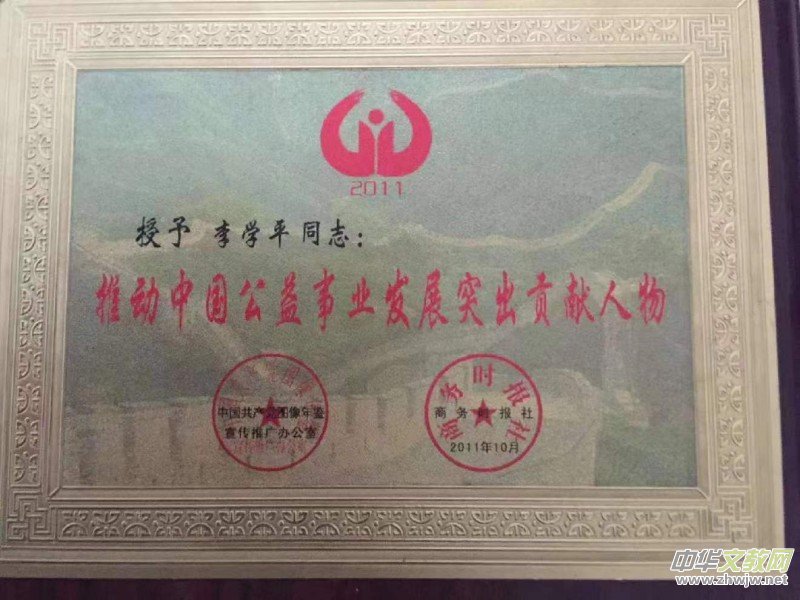 2011
授予 李学平同志：
推动中国公益事业发展突出贡献人物
中国共产党图像年鉴
宣传推广办公室
商务时报社
商务时报社
2011年10月
中华文教网
www.zhwjw.net